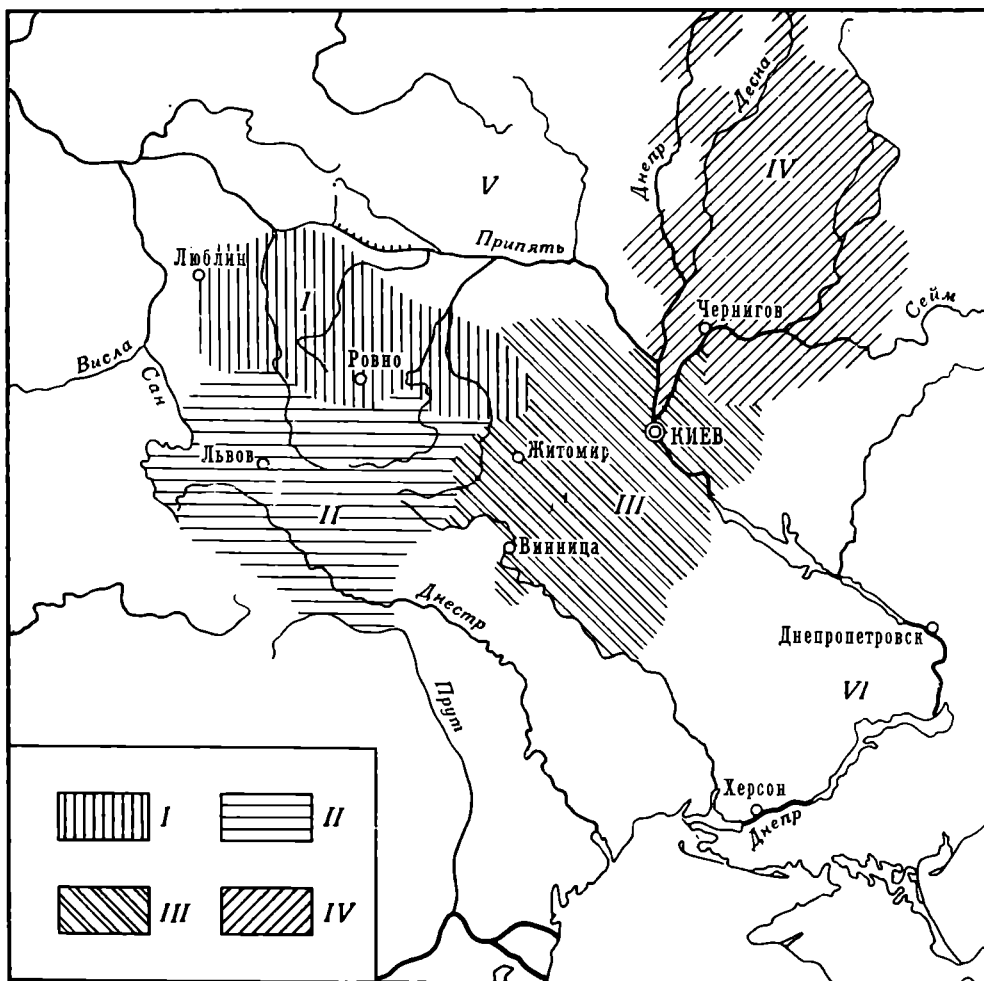 Днепр
Десна
IV
V
Припять
Люблин
I
Чернигов
Сейм
Висла
Сан
Ровно
КИЕВ
Львов
Житомир
II
III
Винница
Днестр
Днепропетровск
Прут
VI
Херсон
Днепр
I
II
III
IV